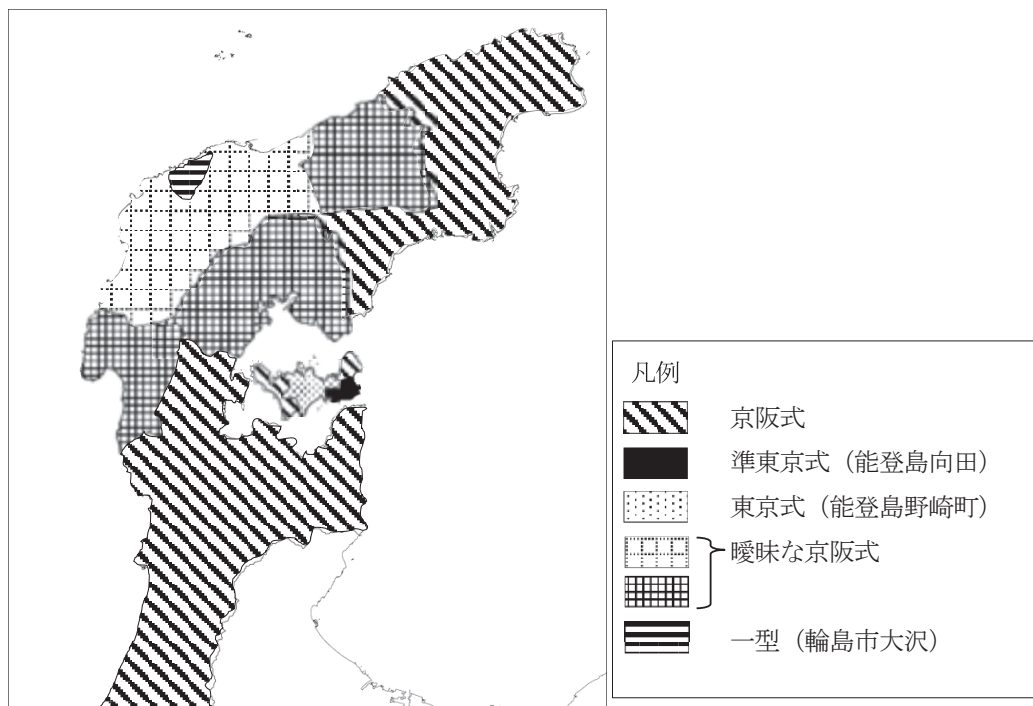 凡例
京阪式
準東京式（能登島向田）
東京式（能登島野崎町）
曖昧な京阪式
一型（輪島市大沢）